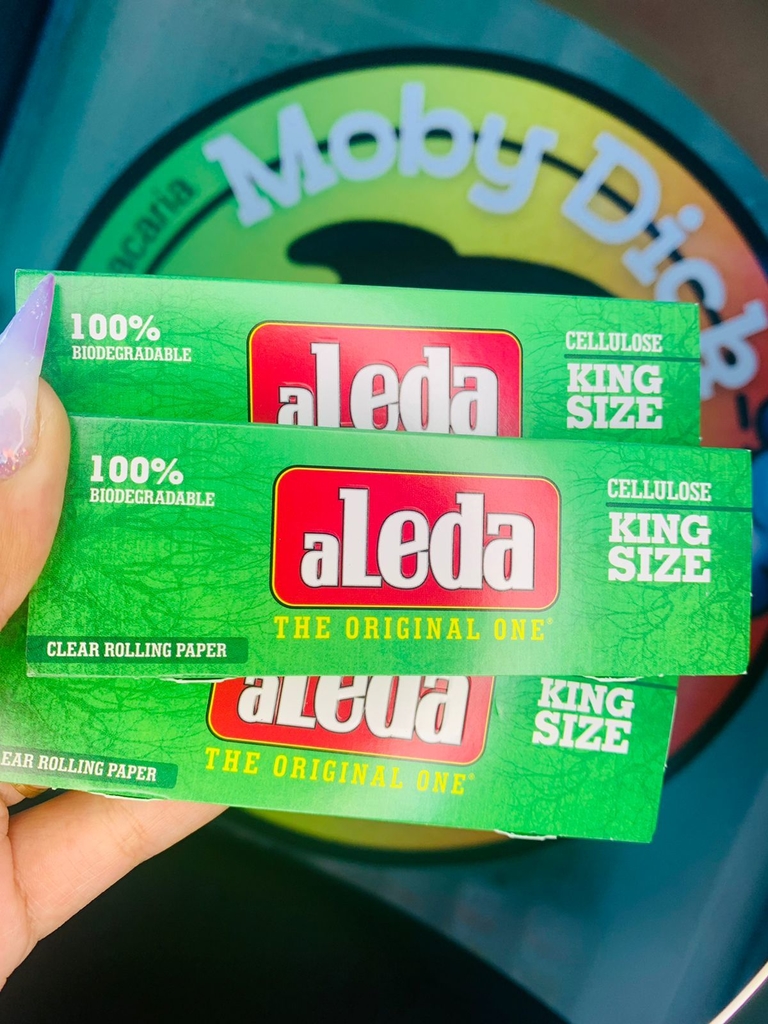 Moby Dick
100%
BIODEGRADABLE
aLeda
CELLULOSE
KING
SIZE
100%
BIODEGRADABLE
aLeda
THE ORIGINAL ONE®
CELLULOSE
KING
SIZE
CLEAR ROLLING PAPER
aLeda
THE ORIGINAL ONE®
KING
SIZE
EAR ROLLING PAPER